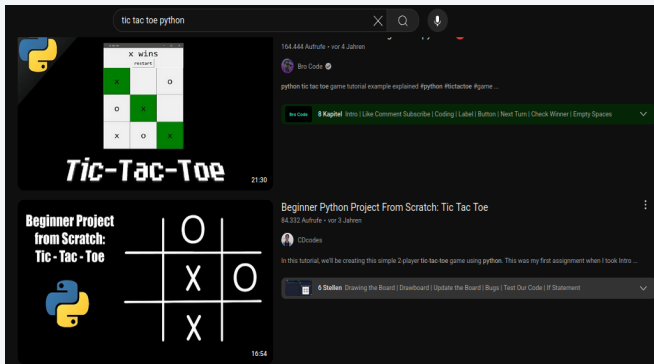 tic tac toe python
x wins
restart
x
o
o
x
x
o
x
Tic-Tac-Toe
21:30
164.444 Aufrufe • vor 4 Jahren
Bro Code
python tic tac toe game tutorial example explained #python #tictactoe #game ...
Bro Code
8 Kapitel Intro | Like Comment Subscribe | Coding | Label | Button | Next Turn | Check Winner | Empty Spaces
Beginner Project
from Scratch:
Tic - Tac - Toe
O
X O
X
16:54
Beginner Python Project From Scratch: Tic Tac Toe
84.332 Aufrufe • vor 3 Jahren
CDcodes
In this tutorial, we'll be creating this simple 2-player tic-tac-toe game using python. This was my first assignment when I took Intro ...
6 Stellen Drawing the Board | Drawboard | Update the Board | Bugs | Test Our Code | If Statement